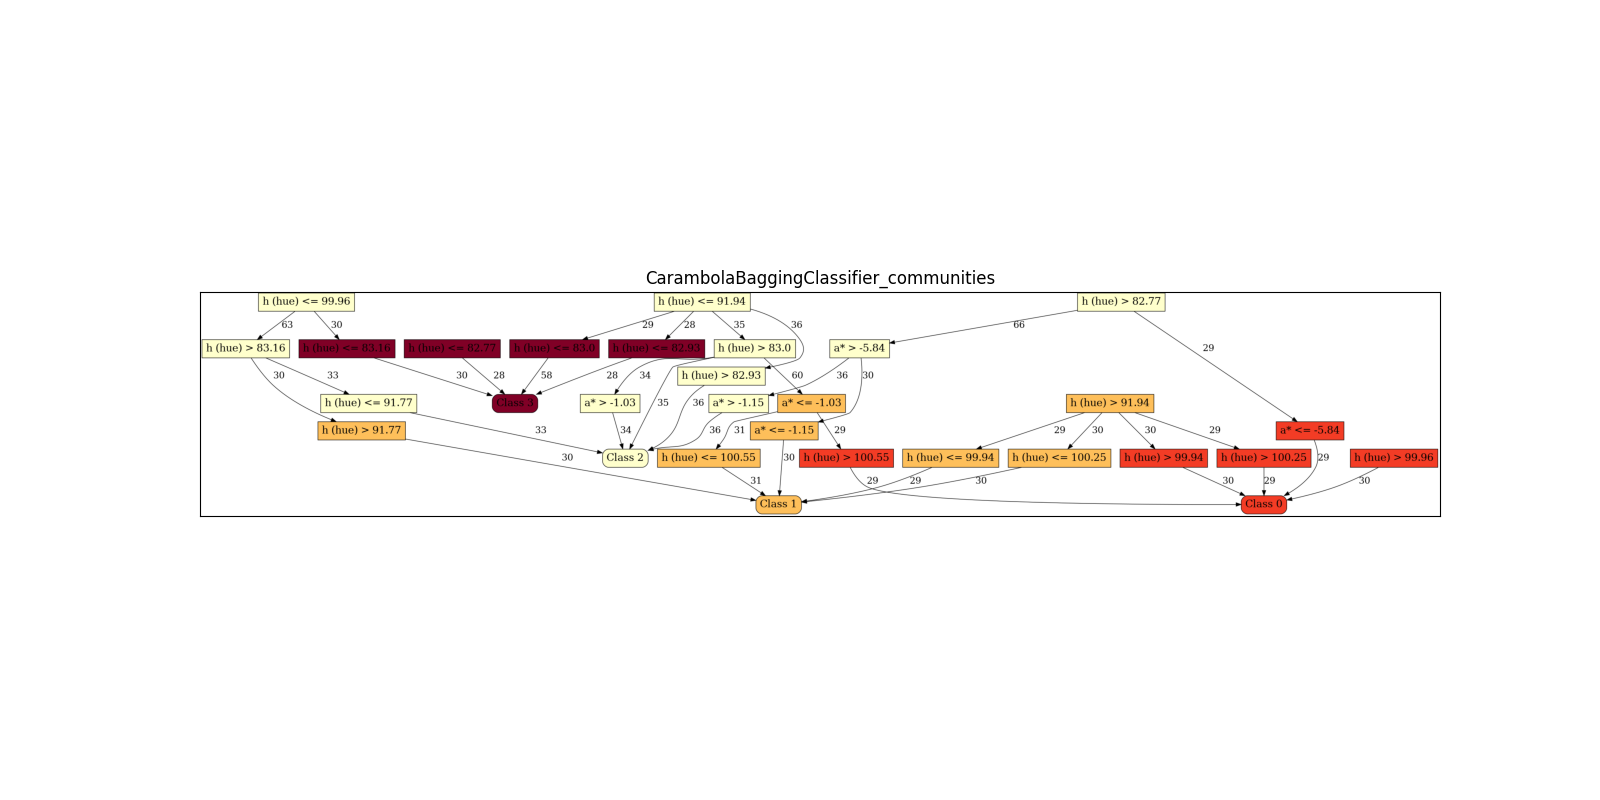 CarambolaBaggingClassifier_communities
h (hue) <= 99.96
h (hue) <= 91.94
h (hue) > 82.77
63
30
29
28
35
36
66
h (hue) > 83.16
h (hue) <= 83.16
h (hue) <= 82.77
h (hue) <= 83.0
h (hue) <= 82.93
h (hue) > 83.0
a* > -5.84
29
30
33
30
28
58
28
34
h (hue) > 82.93
60
36
30
h (hue) <= 91.77
Class 3
a* > -1.03
35
36
a* > -1.15
a* <= -1.03
h (hue) > 91.94
h (hue) > 91.77
33
34
36
31
a* <= -1.15
29
29
30
30
29
a* <= -5.84
30
Class 2
h (hue) <= 100.55
30
h (hue) > 100.55
h (hue) <= 99.94
h (hue) <= 100.25
h (hue) > 99.94
h (hue) > 100.25
29
h (hue) > 99.96
31
29
29
30
30
29
30
Class 1
Class 0